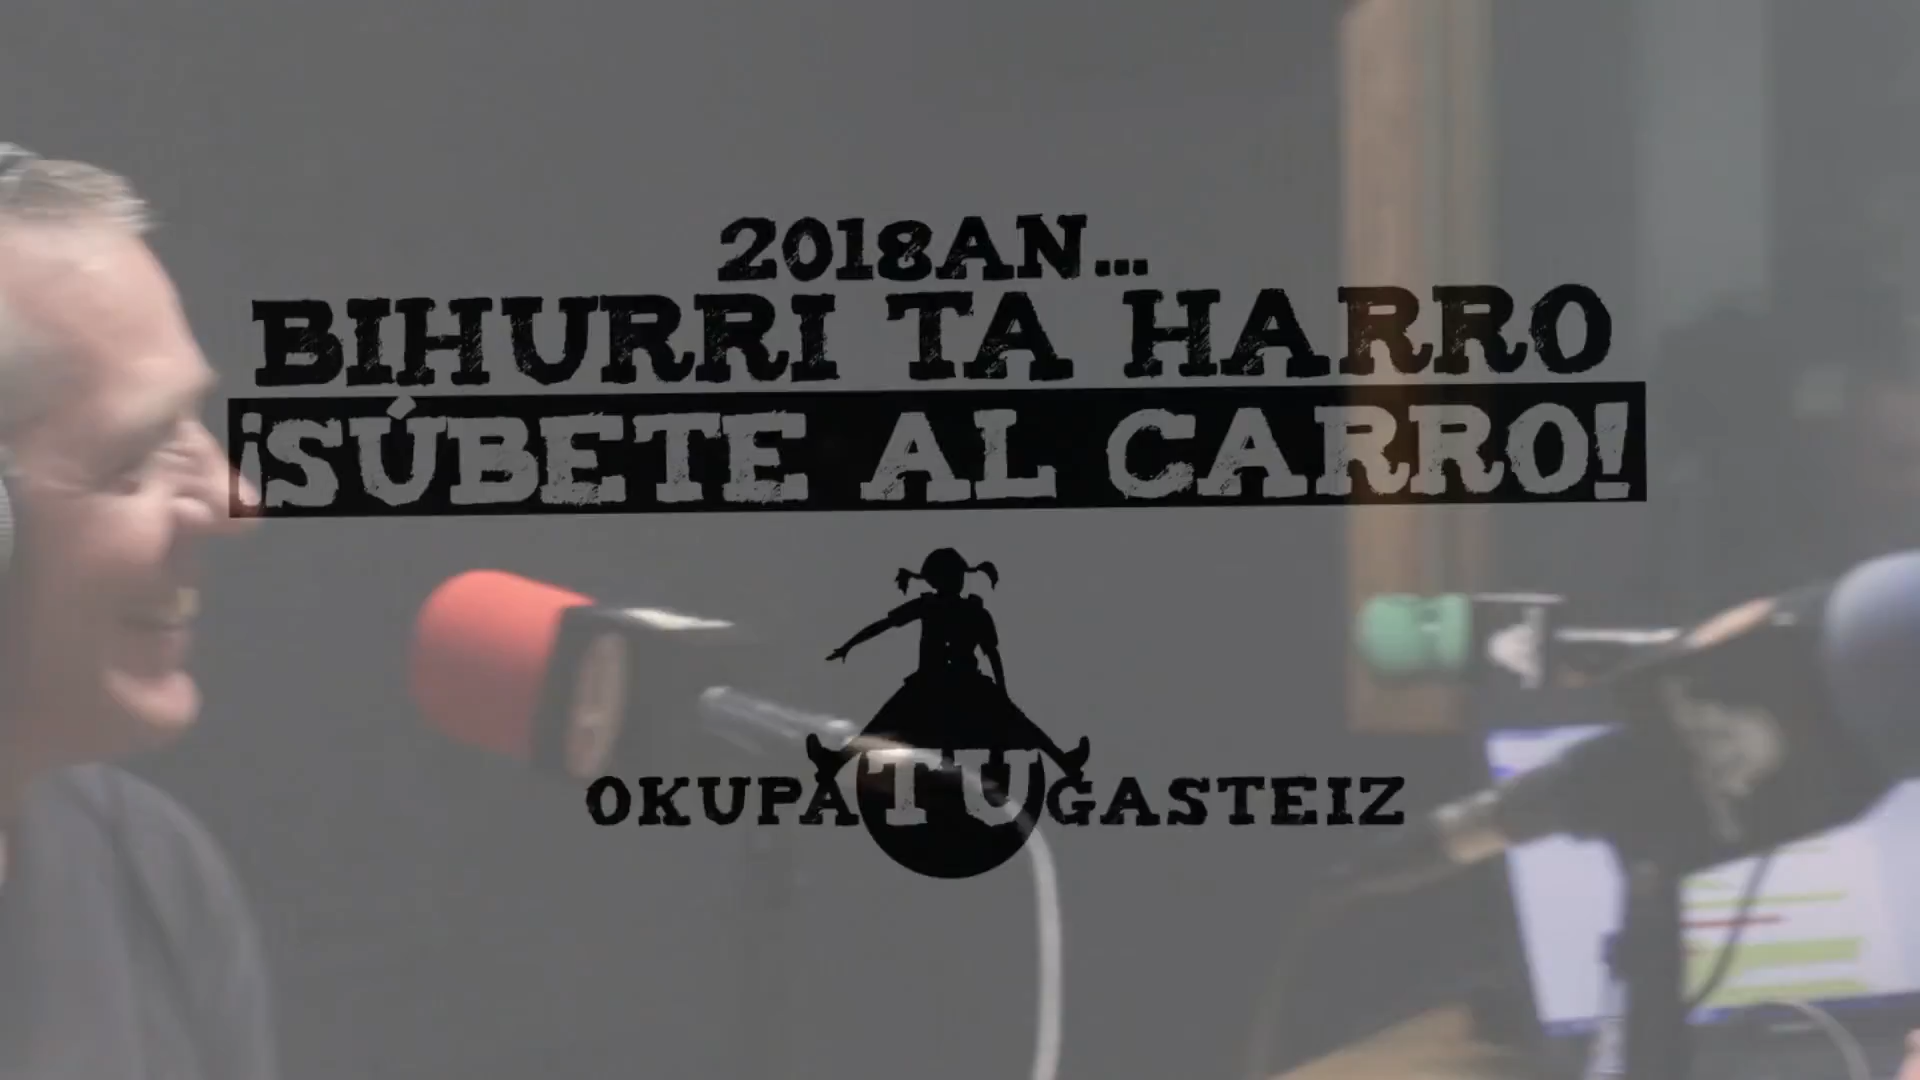 2018AN...
BIHURRI TA HARRO
¡SÚBETE AL CARRO!
OKUPATUGASTEIZ